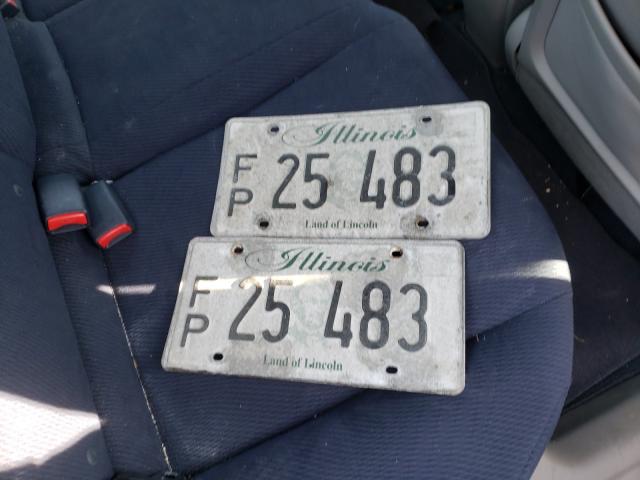 Illinois
FP 25 483
Land of Lincoln
Illinois
FP 25 483
Land of Lincoln